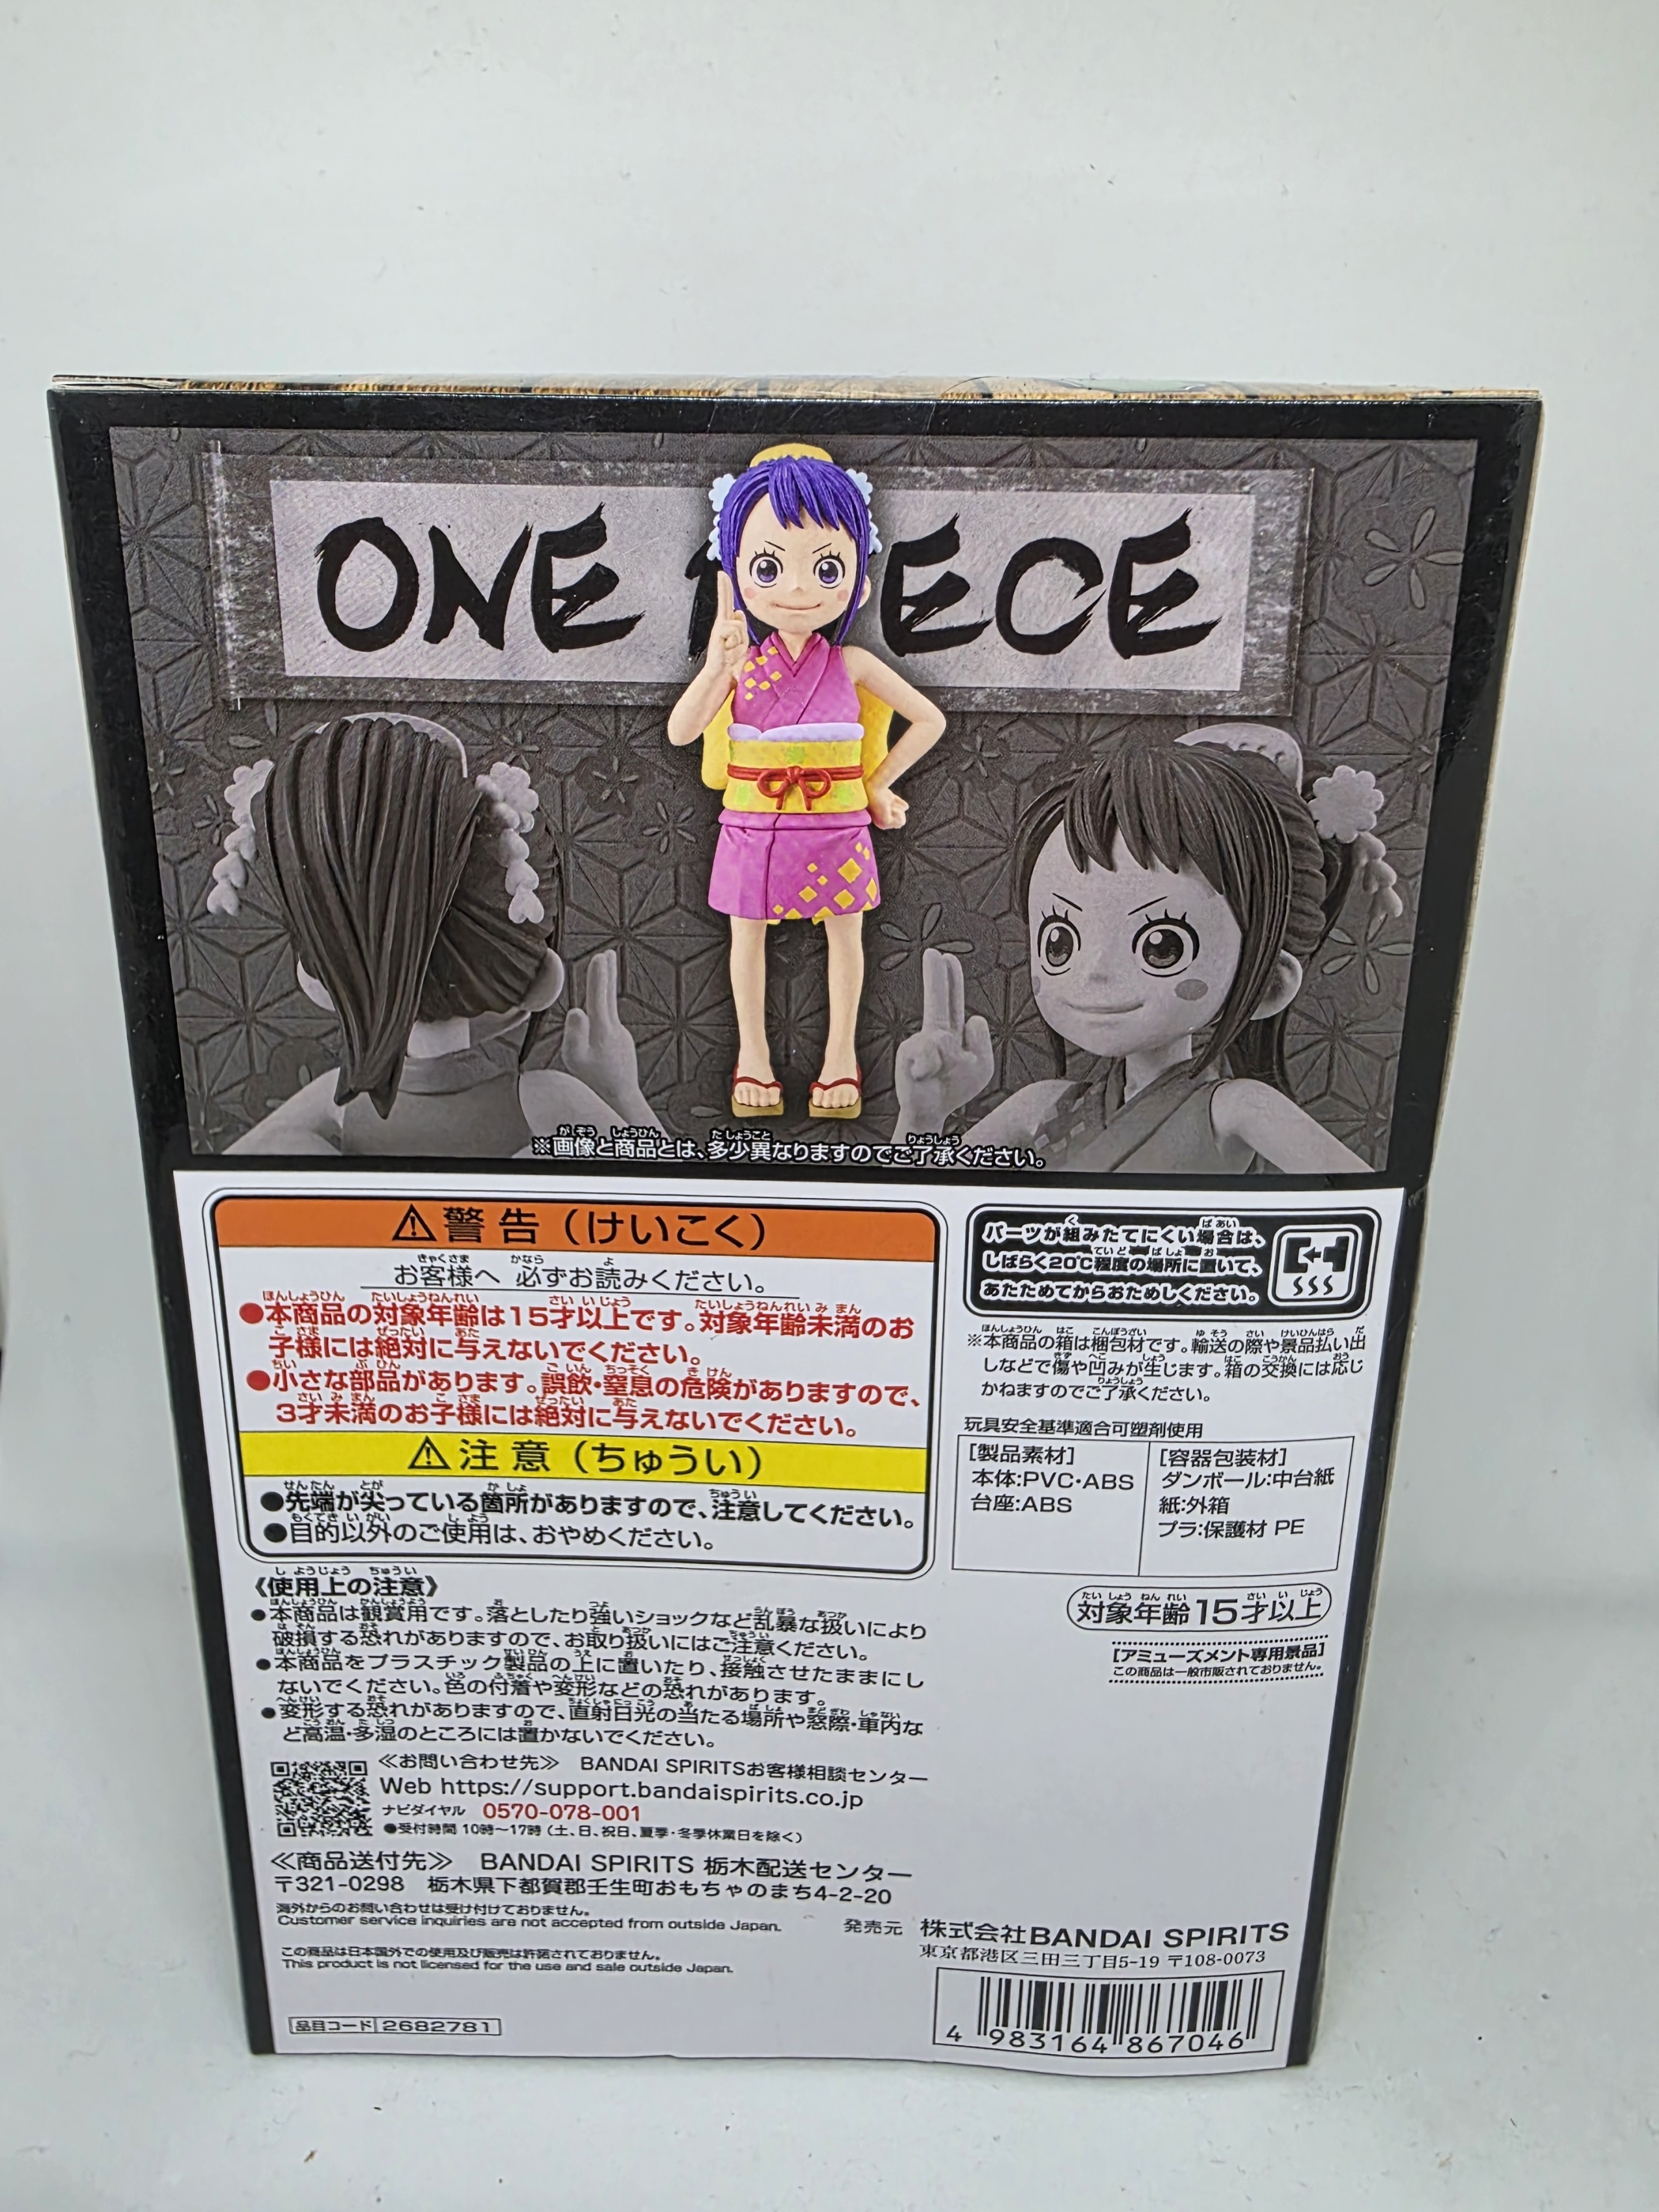 ONE PIECE
※画像と商品とは、多少異なりますのでご了承ください。
⚠警告（けいこく）
お客様へ 必ずお読みください。
●本商品の対象年齢は15才以上です。対象年齢未満のお
子様には絶対に与えないでください。
●小さな部品があります。誤飲・窒息の危険がありますので、
3才未満のお子様には絶対に与えないでください。
⚠注意（ちゅうい）
●先端が尖っている箇所がありますので、注意してください。
●目的以外のご使用は、おやめください。
《使用上の注意》
●本商品は観賞用です。落としたり強いショックなど乱暴な扱いにより
破損する恐れがありますので、お取り扱いにはご注意ください。
●本商品をプラスチック製品の上に置いたり、接触させたままにし
ないでください。色の付着や変形などの恐れがあります。
●変形する恐れがありますので、直射日光の当たる場所や窓際・車内な
ど高温・多湿のところには置かないでください。
≪お問い合わせ先≫ BANDAI SPIRITSお客様相談センター
Web https://support.bandaispirits.co.jp
ナビダイヤル 0570-078-001
●受付時間 10時〜17時（土、日、祝日、夏季・冬季休業日を除く）
≪商品送付先≫ BANDAI SPIRITS 栃木配送センター
〒321-0298 栃木県下都賀郡壬生町おもちゃのまち4-2-20
海外からのお問い合わせは受け付けておりません。
Customer service inquiries are not accepted from outside Japan.
この商品は日本国外での使用及び販売は許諾されておりません。
This product is not licensed for the use and sale outside Japan.
品目コード 2682781
パーツが組みたてにくい場合は、
しばらく20℃程度の場所に置いて、
あたためてからおためしください。
※本商品の箱は梱包材です。輸送の際や景品払い出
しなどで傷や凹みが生じます。箱の交換には応じ
かねますのでご了承ください。
玩具安全基準適合可塑剤使用
[製品素材]
本体:PVC・ABS
台座:ABS
[容器包装材]
ダンボール:中台紙
紙:外箱
プラ:保護材 PE
対象年齢15才以上
[アミューズメント専用景品]
この商品は一般市販されておりません。
発売元 株式会社BANDAI SPIRITS
東京都港区三田三丁目5-19 〒108-0073
4 983164 867046